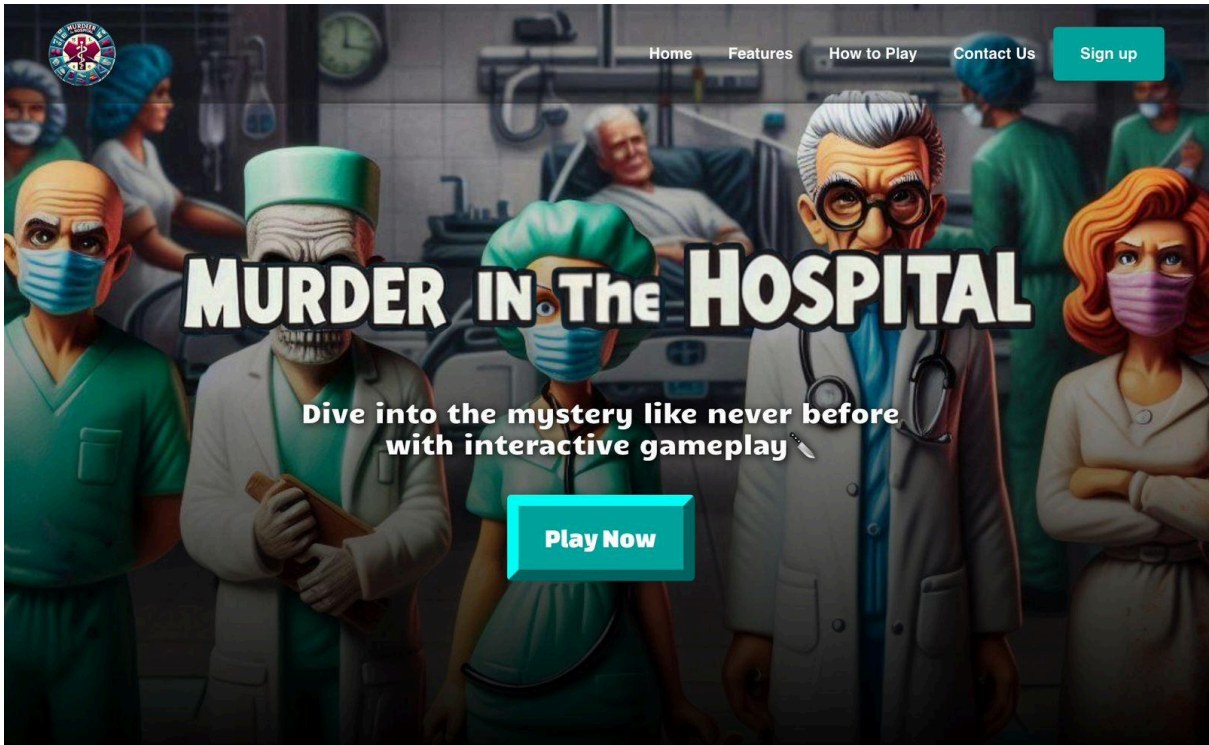 Home Features How to Play Contact Us Sign up
MURDER IN The HOSPITAL
Dive into the mystery like never before
with interactive gameplay🔪
Play Now